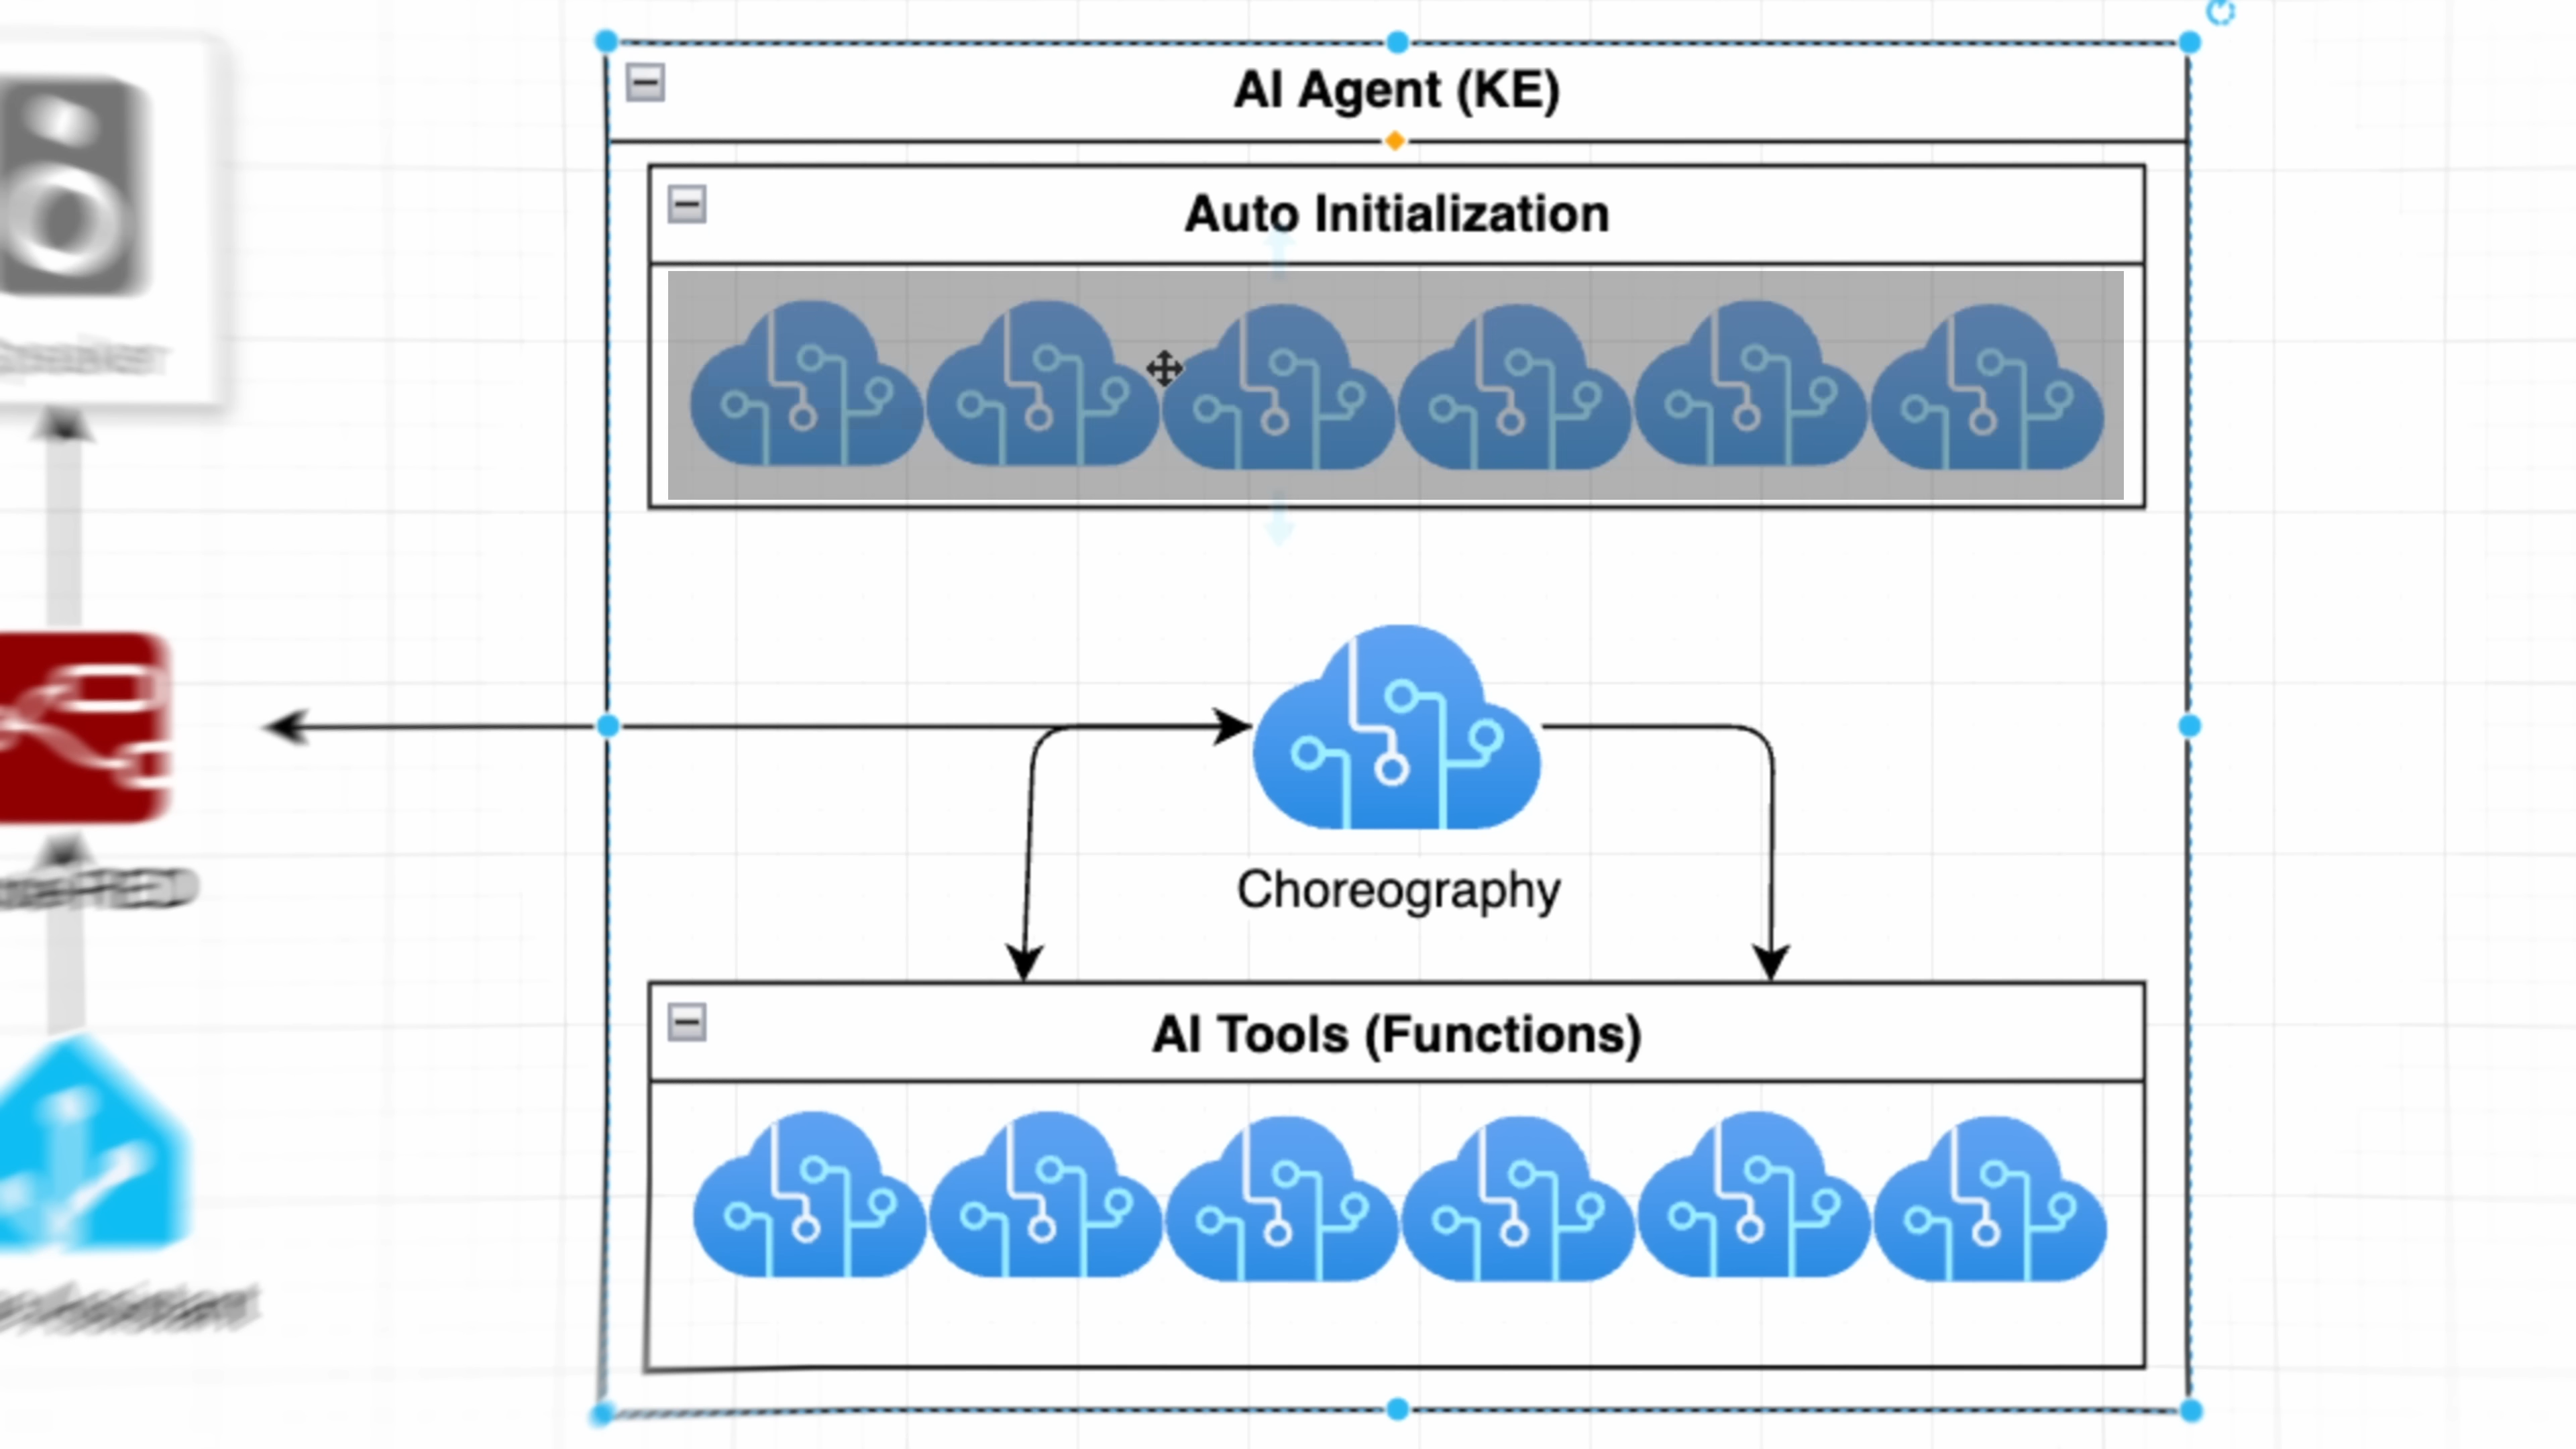 AI Agent (KE)
Auto Initialization
Choreography
AI Tools (Functions)